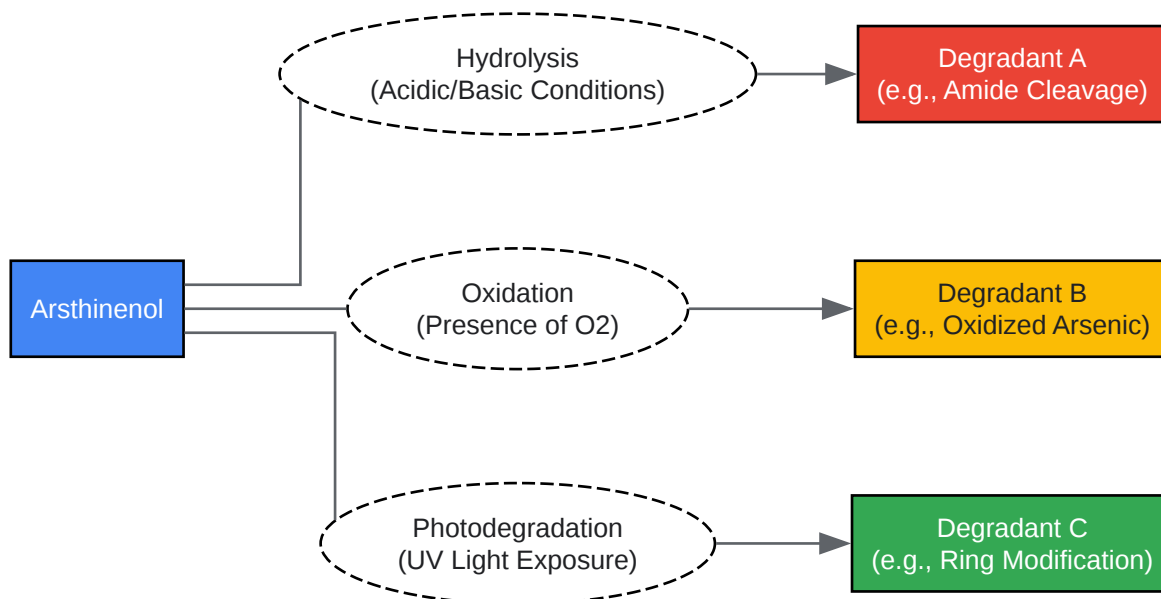 Hydrolysis
(Acidic/Basic Conditions)
Degradant A
(e.g., Amide Cleavage)
Arsthinenol
Oxidation
(Presence of O2)
Degradant B
(e.g., Oxidized Arsenic)
Photodegradation
(UV Light Exposure)
Degradant C
(e.g., Ring Modification)